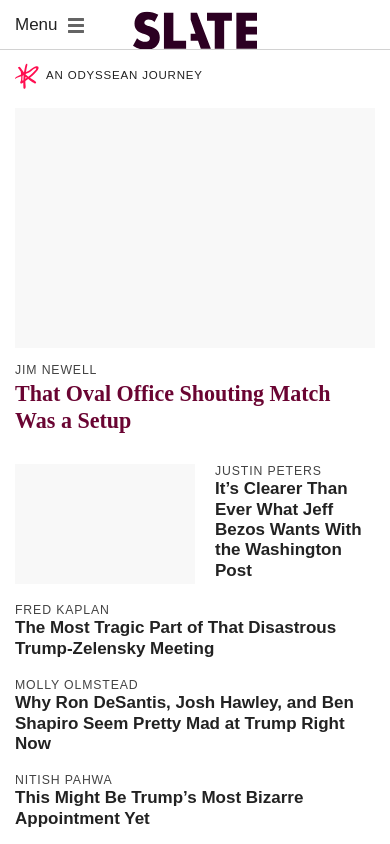 Menu
SLATE
AN ODYSSEAN JOURNEY
JIM NEWELL
That Oval Office Shouting Match
Was a Setup
JUSTIN PETERS
It’s Clearer Than
Ever What Jeff
Bezos Wants With
the Washington
Post
FRED KAPLAN
The Most Tragic Part of That Disastrous
Trump-Zelensky Meeting
MOLLY OLMSTEAD
Why Ron DeSantis, Josh Hawley, and Ben
Shapiro Seem Pretty Mad at Trump Right
Now
NITISH PAHWA
This Might Be Trump’s Most Bizarre
Appointment Yet